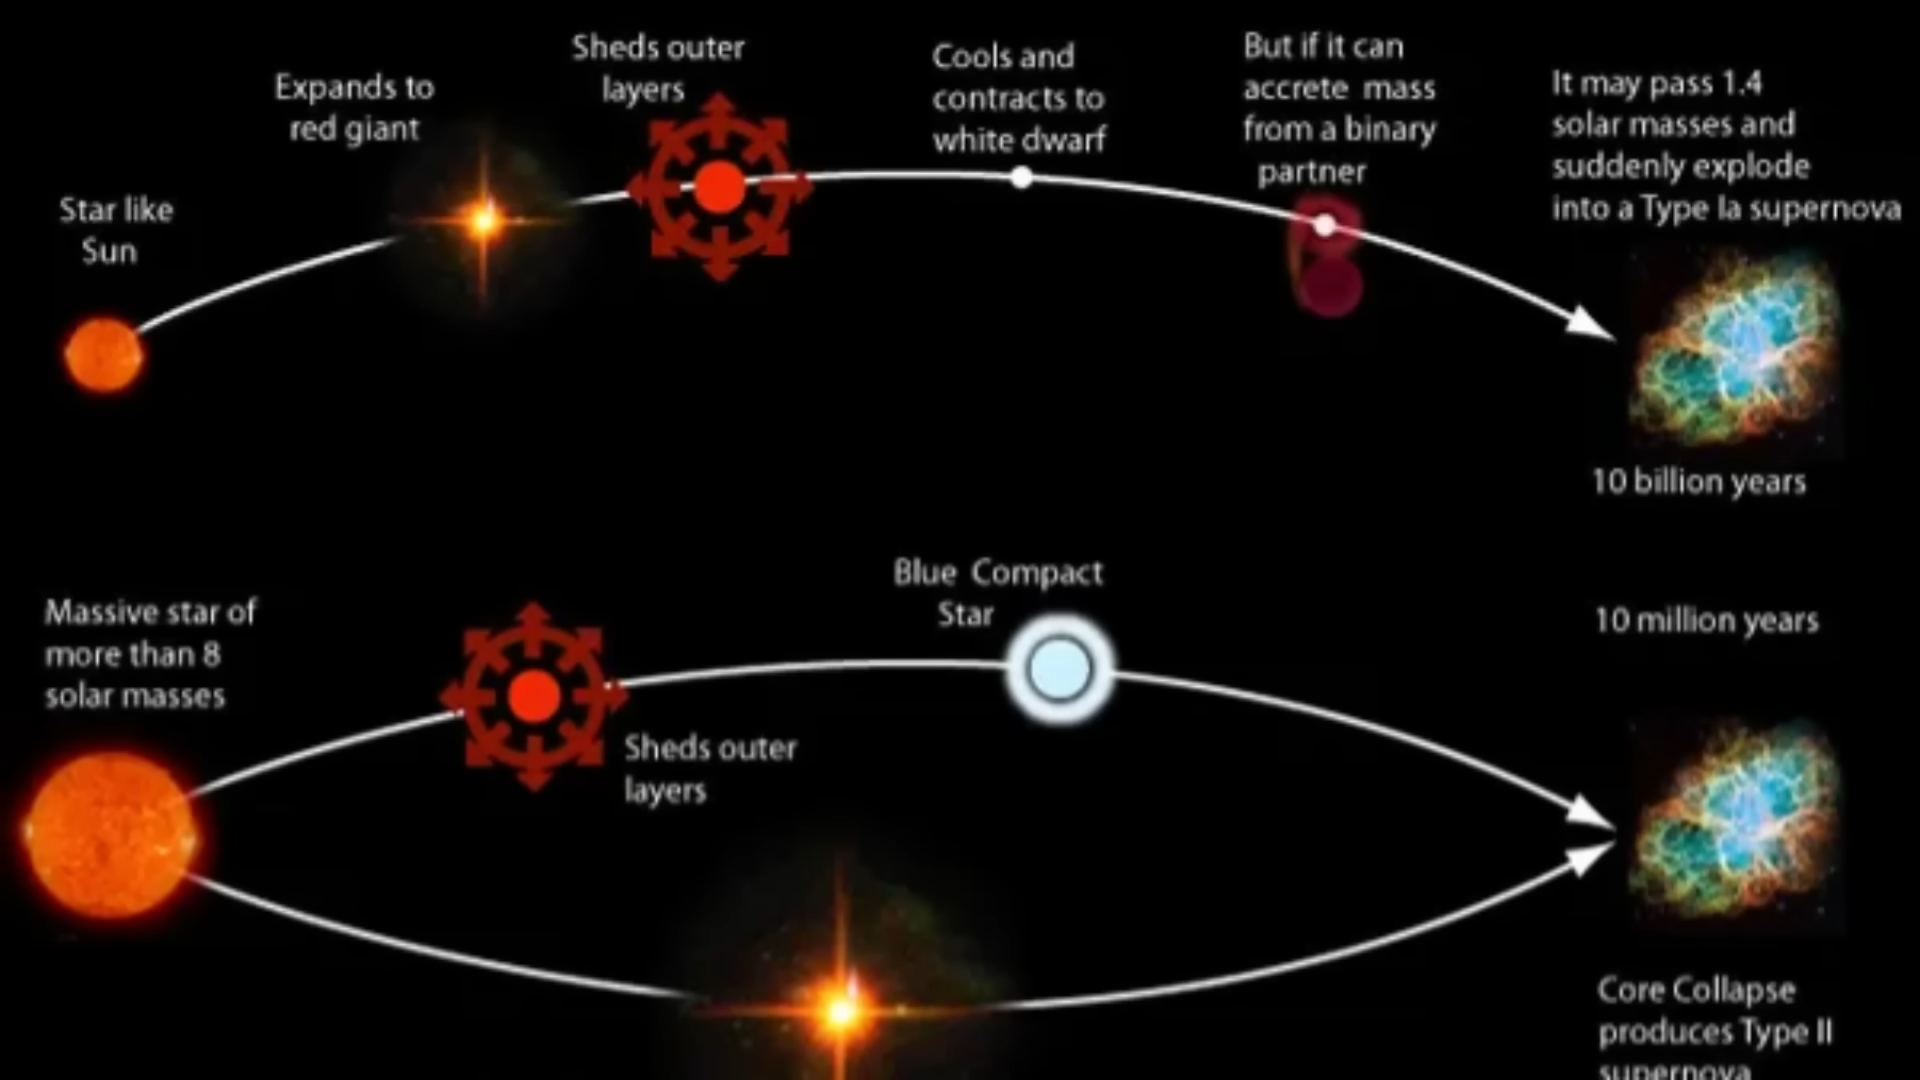 Star like
Sun
Expands to
red giant
Sheds outer
layers
Cools and
contracts to
white dwarf
But if it can
accrete mass
from a binary
partner
It may pass 1.4
solar masses and
suddenly explode
into a Type Ia supernova
10 billion years
Massive star of
more than 8
solar masses
Sheds outer
layers
Blue Compact
Star
10 million years
Core Collapse
produces Type II
supernova